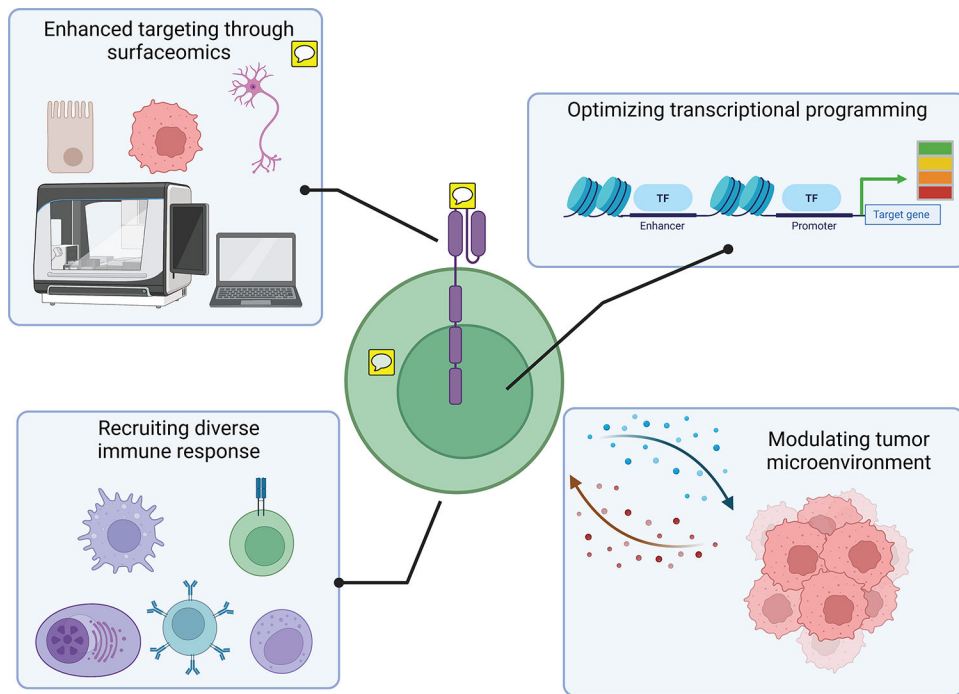 Enhanced targeting through
surfaceomics
Optimizing transcriptional programming
TF
TF
Enhancer
Promoter
Target gene
Recruiting diverse
immune response
Modulating tumor
microenvironment